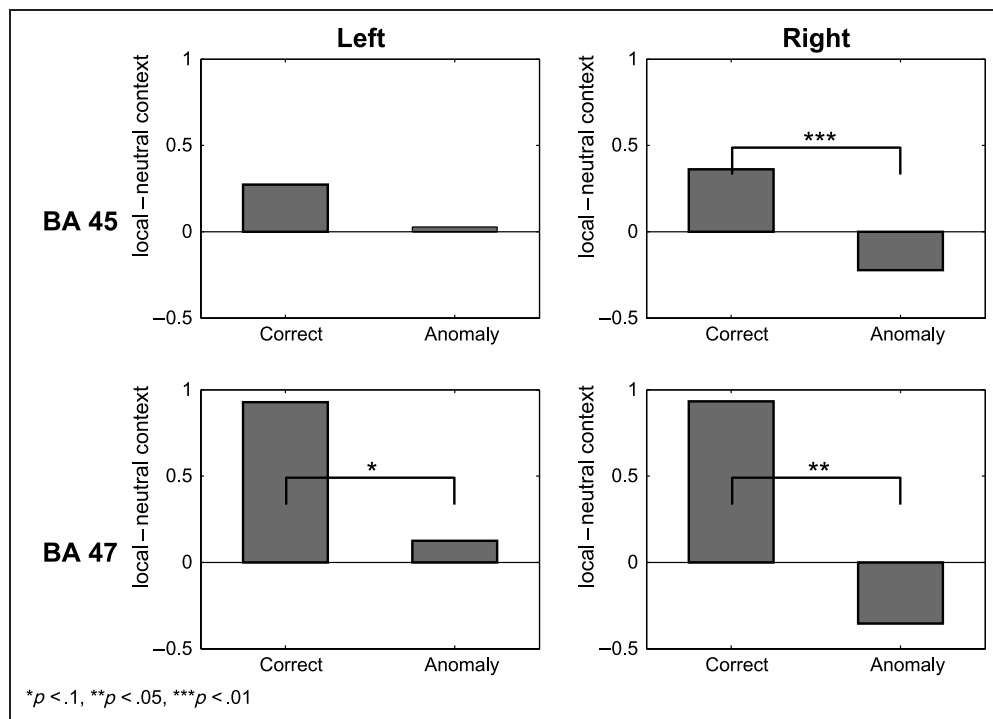 Left
Right
local – neutral context
1
0.5
0
–0.5
BA 45
Correct
Anomaly
local – neutral context
1
0.5
0
–0.5
***
Correct
Anomaly
local – neutral context
1
0.5
0
–0.5
BA 47
*
Correct
Anomaly
local – neutral context
1
0.5
0
–0.5
**
Correct
Anomaly
*p < .1, **p < .05, ***p < .01